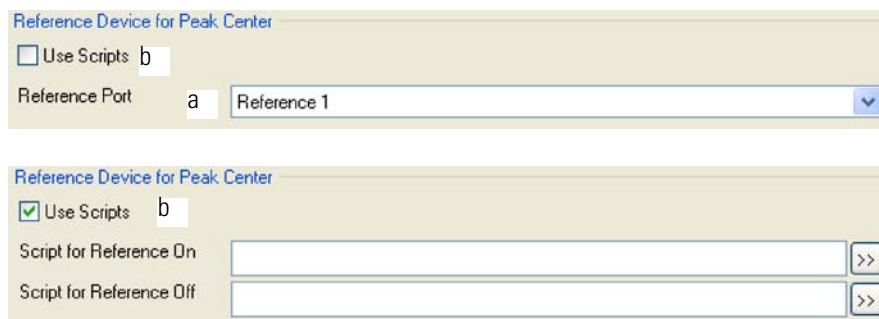 Reference Device for Peak Center
Use Scripts b
Reference Port a Reference 1
Reference Device for Peak Center
Use Scripts b
Script for Reference On >>
Script for Reference Off >>